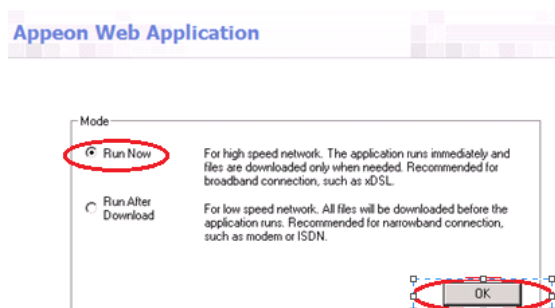 Appeon Web Application
Mode
Run Now
For high speed network. The application runs immediately and
files are downloaded only when needed. Recommended for
broadband connection, such as xDSL.
Run After
Download
For low speed network. All files will be downloaded before the
application runs. Recommended for narrowband connection,
such as modem or ISDN.
OK